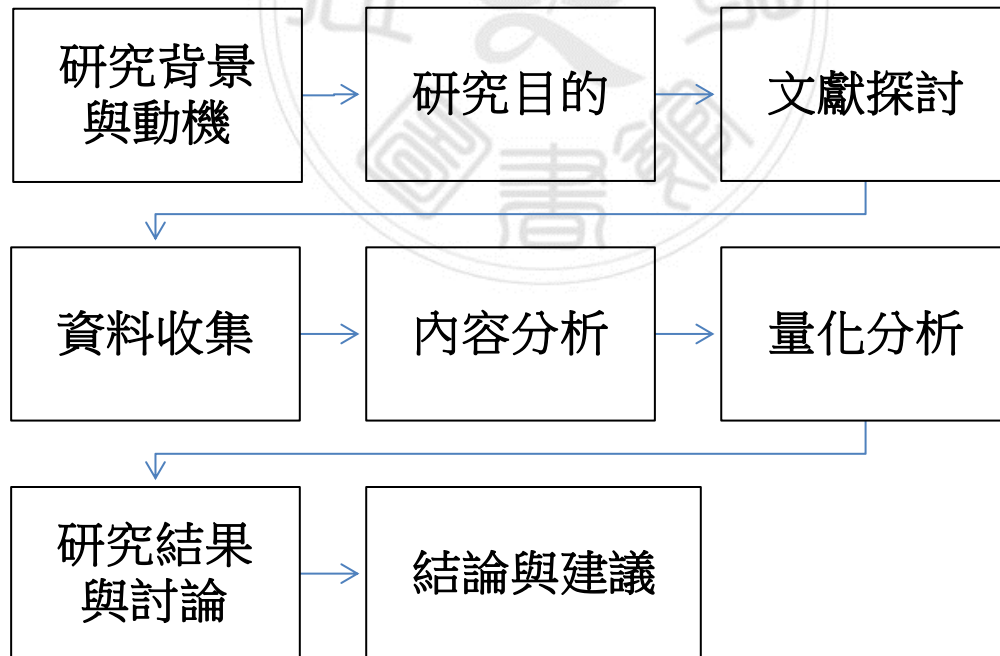 研究背景
與動機
研究目的
文獻探討
資料收集
內容分析
量化分析
研究結果
與討論
結論與建議